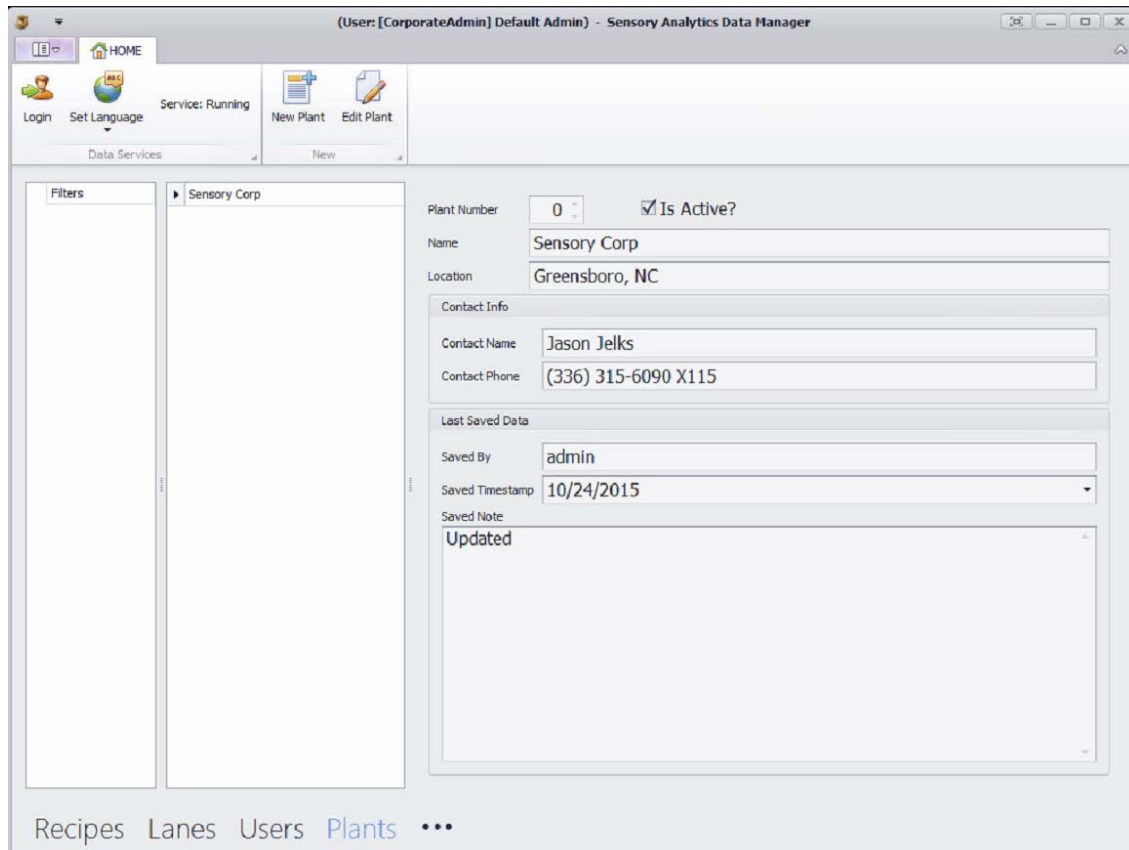 (User: [CorporateAdmin] Default Admin) - Sensory Analytics Data Manager
HOME
ABC
Login
Set Language
Service: Running
New Plant
Edit Plant
Data Services
New
Filters
Sensory Corp
Plant Number 0 Is Active?
Name Sensory Corp
Location Greensboro, NC
Contact Info
Contact Name Jason Jelks
Contact Phone (336) 315-6090 X115
Last Saved Data
Saved By admin
Saved Timestamp 10/24/2015
Saved Note
Updated
Recipes Lanes Users Plants •••